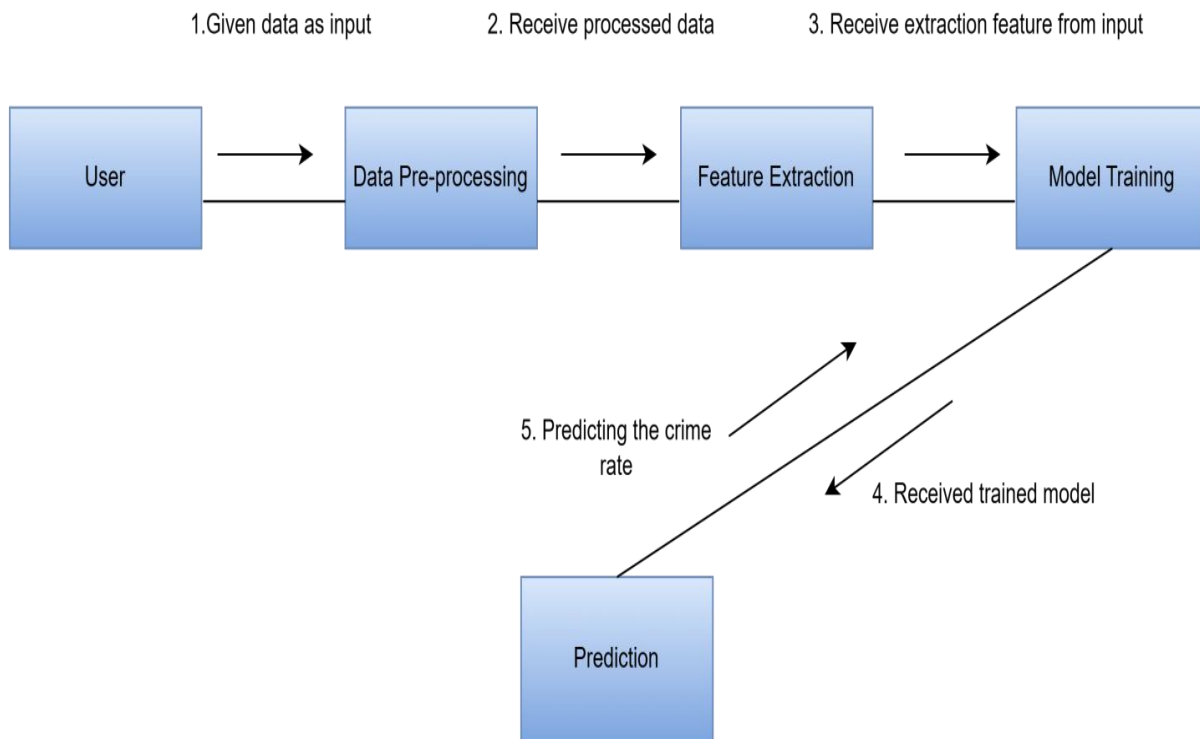 1.Given data as input
2. Receive processed data
3. Receive extraction feature from input
User
Data Pre-processing
Feature Extraction
Model Training
5. Predicting the crime
rate
4. Received trained model
Prediction